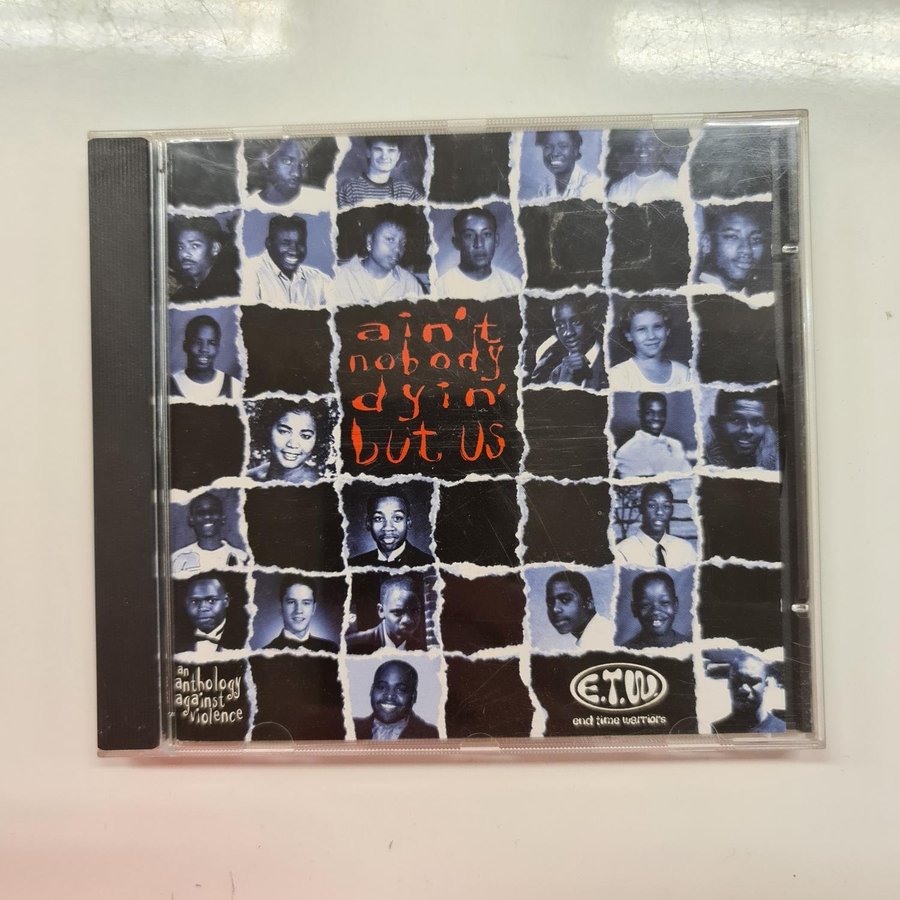 ain't
nobody
dyin'
but us
an
anthology
against
violence
E.T.W.
end time warriors